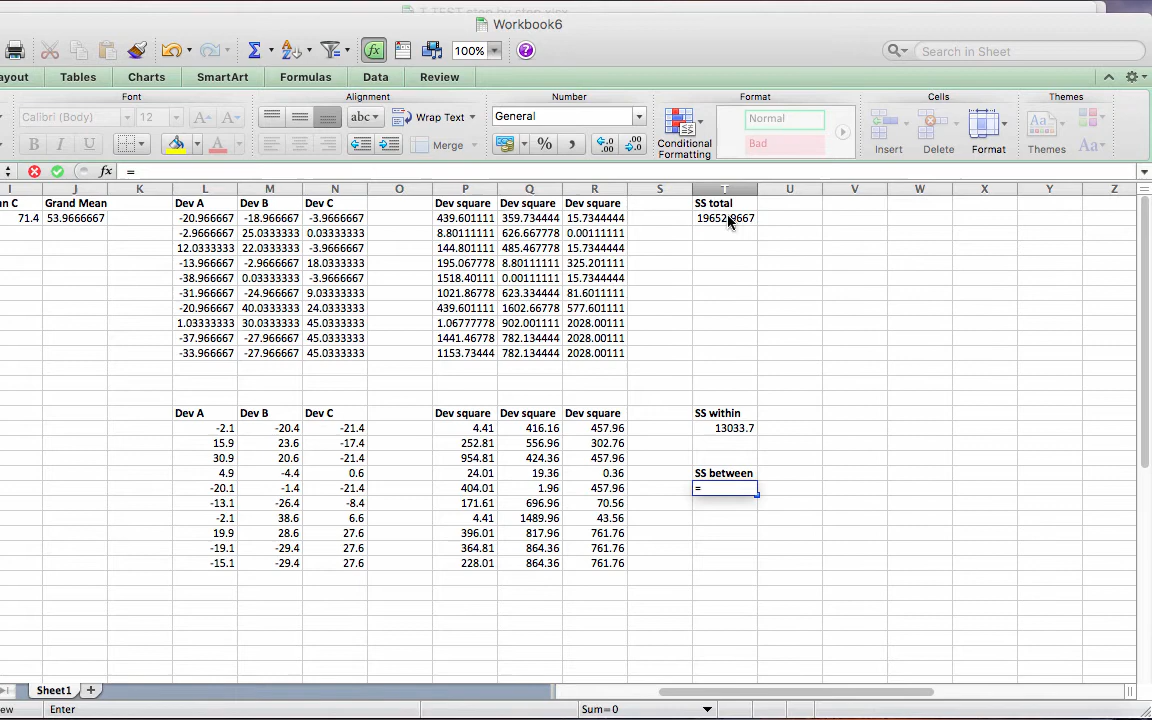 T TEST step by step.xlsx
Workbook6
100%
Search in Sheet
ayout Tables Charts SmartArt Formulas Data Review
Font Alignment Number Format Cells Themes
Calibri (Body) 12 A A abc Wrap Text General Conditional Formatting Normal Insert Delete Format Themes Aa
B I U A Merge % Bad
fx =
I J K L M N O P Q R S T U V W X Y Z
n C Grand Mean Dev A Dev B Dev C Dev square Dev square Dev square SS total
71.4 53.9666667 -20.966667 -18.966667 -3.9666667 439.601111 359.734444 15.7344444
-2.9666667 25.0333333 0.03333333 8.80111111 626.667778 0.00111111
12.0333333 22.0333333 -3.9666667 144.801111 485.467778 15.7344444
-13.966667 -2.9666667 18.0333333 195.067778 8.80111111 325.201111
-38.966667 0.03333333 -3.9666667 1518.40111 0.00111111 15.7344444
-31.966667 -24.966667 9.03333333 1021.86778 623.334444 81.6011111
-20.966667 40.0333333 24.0333333 439.601111 1602.66778 577.601111
1.03333333 30.0333333 45.0333333 1.06777778 902.001111 2028.00111
-37.966667 -27.966667 45.0333333 1441.46778 782.134444 2028.00111
-33.966667 -27.966667 45.0333333 1153.73444 782.134444 2028.00111
Dev A Dev B Dev C Dev square Dev square Dev square SS within
-2.1 -20.4 -21.4 4.41 416.16 457.96 13033.7
15.9 23.6 -17.4 252.81 556.96 302.76
30.9 20.6 -21.4 954.81 424.36 457.96
4.9 -4.4 0.6 24.01 19.36 0.36 SS between
-20.1 -1.4 -21.4 404.01 1.96 457.96 =
-13.1 -26.4 -8.4 171.61 696.96 70.56
-2.1 38.6 6.6 4.41 1489.96 43.56
19.9 28.6 27.6 396.01 817.96 761.76
-19.1 -29.4 27.6 364.81 864.36 761.76
-15.1 -29.4 27.6 228.01 864.36 761.76
Sheet1
ew Enter Sum=0